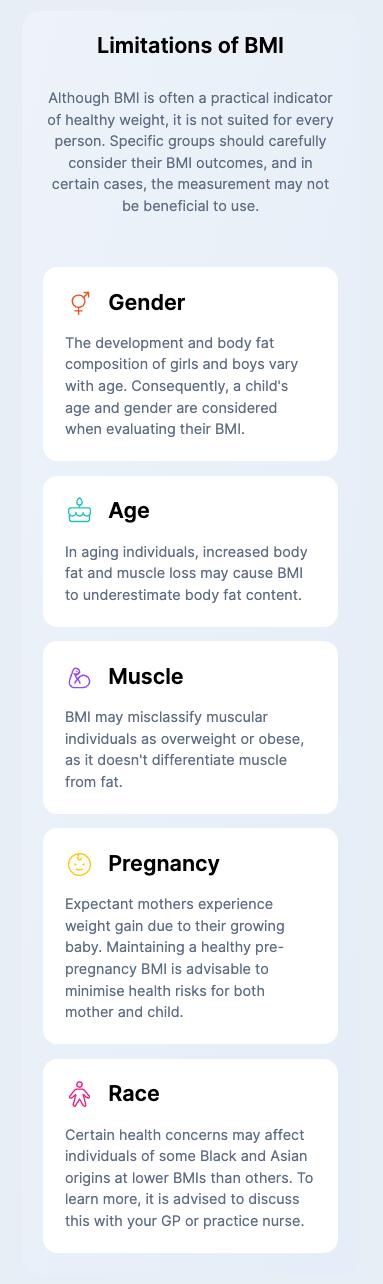 Limitations of BMI
Although BMI is often a practical indicator
of healthy weight, it is not suited for every
person. Specific groups should carefully
consider their BMI outcomes, and in
certain cases, the measurement may not
be beneficial to use.
Gender
The development and body fat
composition of girls and boys vary
with age. Consequently, a child's
age and gender are considered
when evaluating their BMI.
Age
In aging individuals, increased body
fat and muscle loss may cause BMI
to underestimate body fat content.
Muscle
BMI may misclassify muscular
individuals as overweight or obese,
as it doesn't differentiate muscle
from fat.
Pregnancy
Expectant mothers experience
weight gain due to their growing
baby. Maintaining a healthy pre-
pregnancy BMI is advisable to
minimise health risks for both
mother and child.
Race
Certain health concerns may affect
individuals of some Black and Asian
origins at lower BMIs than others. To
learn more, it is advised to discuss
this with your GP or practice nurse.